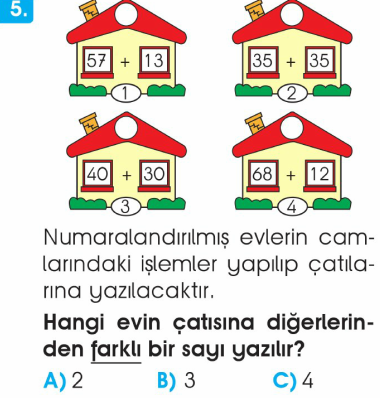 5.
57 + 13
35 + 35
1
2
40 + 30
68 + 12
3
4
Numaralandırılmış evlerin cam-
larındaki işlemler yapılıp çatıla-
rına yazılacaktır.
Hangi evin çatısına diğerlerin-
den farklı bir sayı yazılır?
A) 2 B) 3 C) 4